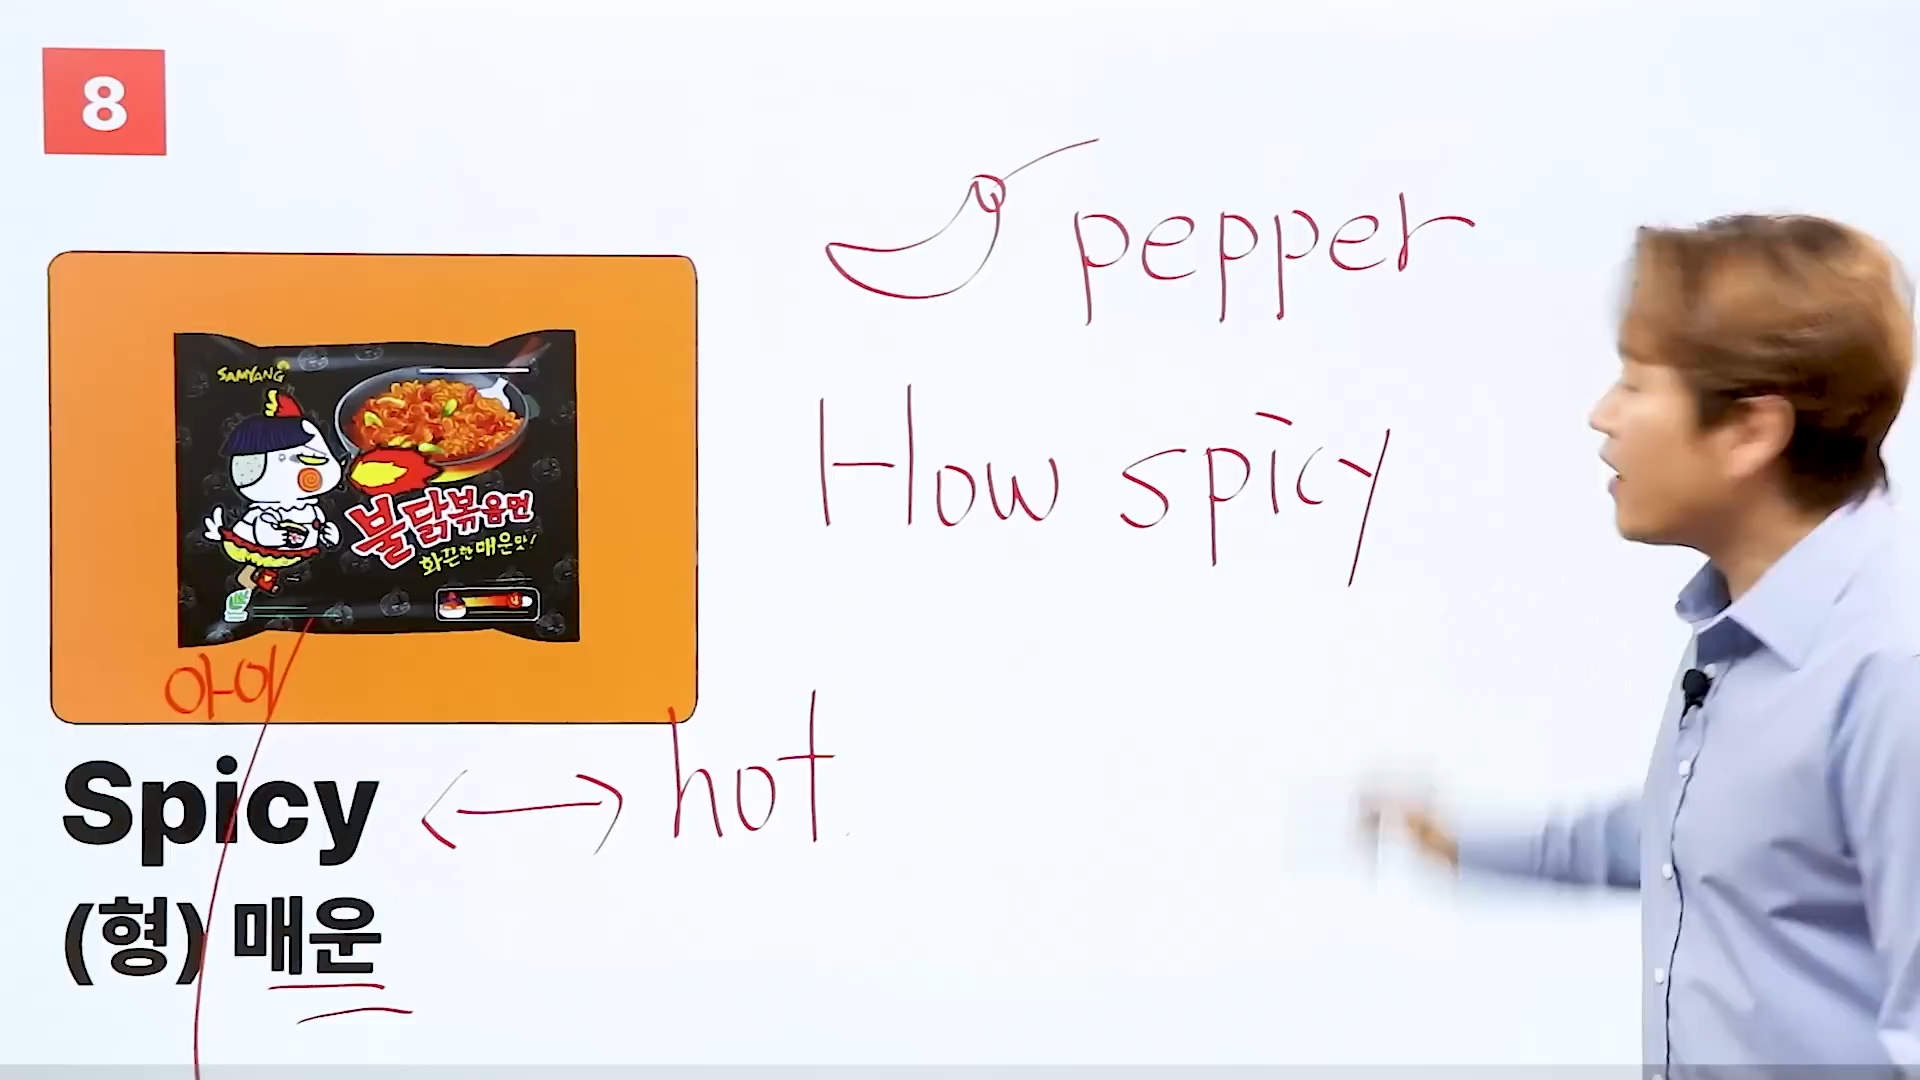 8
pepper
SAMYANG
How spicy
불닭볶음면
화끈한 매운맛!
아이
Spicy
hot
(형) 매운